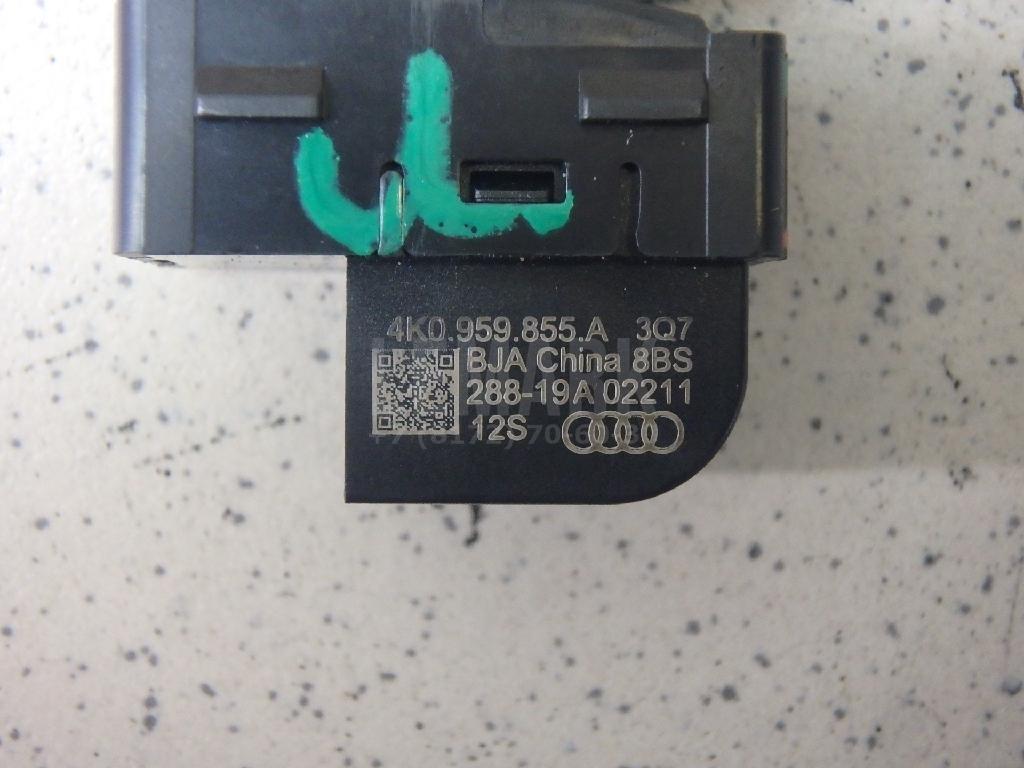 4K0.959.855.A 3Q7
BJA China 8BS
288-19A 02211
12S